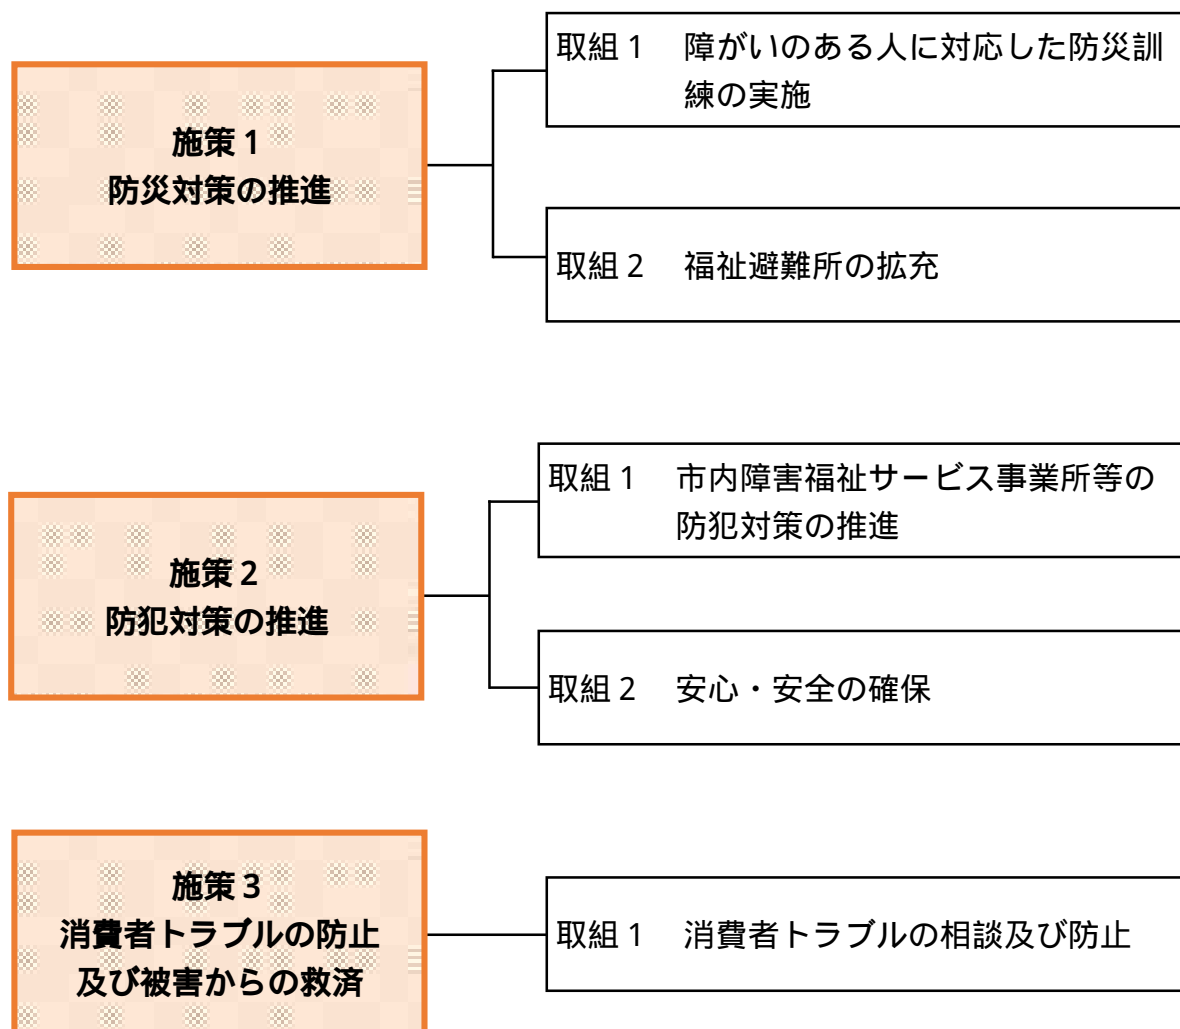 施策1
防災対策の推進
取組1 障がいのある人に対応した防災訓
練の実施
取組2 福祉避難所の拡充
施策2
防犯対策の推進
取組1 市内障害福祉サービス事業所等の
防犯対策の推進
取組2 安心・安全の確保
施策3
消費者トラブルの防止
及び被害からの救済
取組1 消費者トラブルの相談及び防止